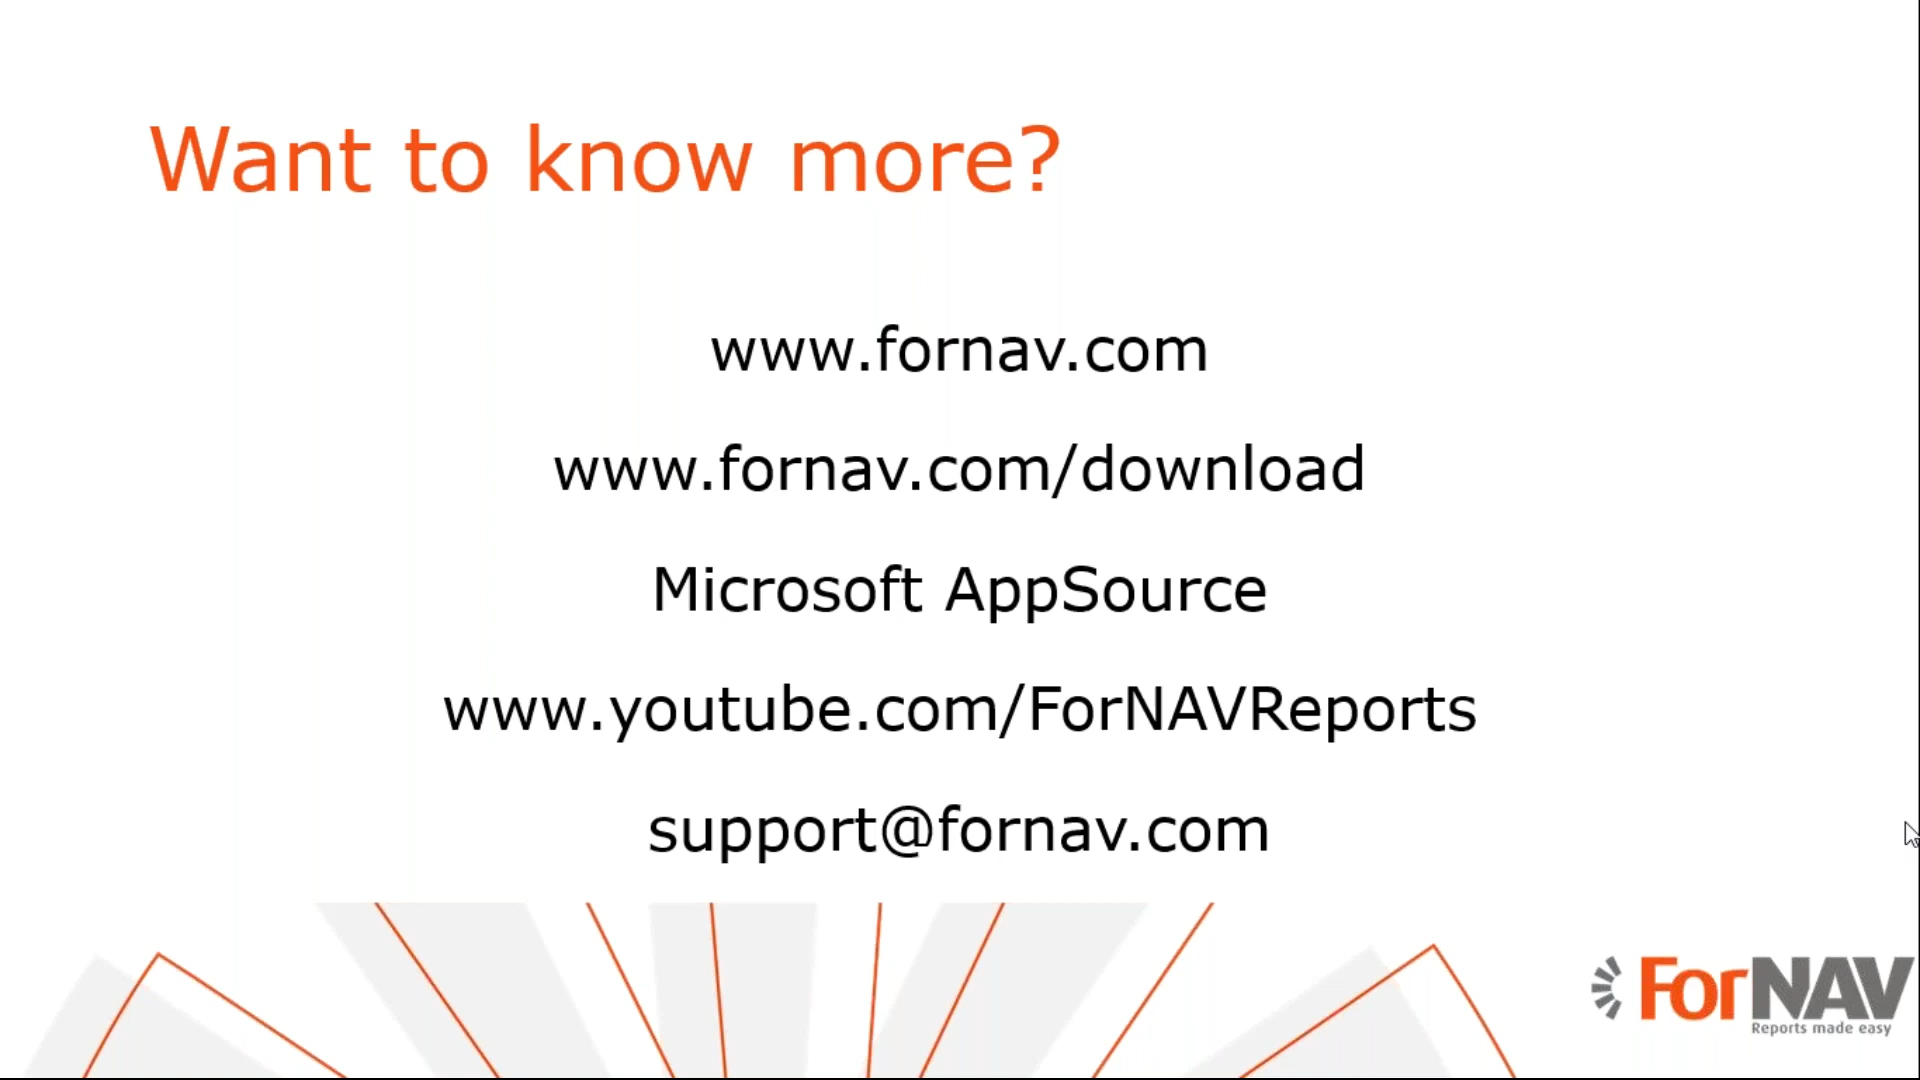 Want to know more?
www.fornav.com
www.fornav.com/download
Microsoft AppSource
www.youtube.com/ForNAVReports
support@fornav.com
ForNAV
Reports made easy